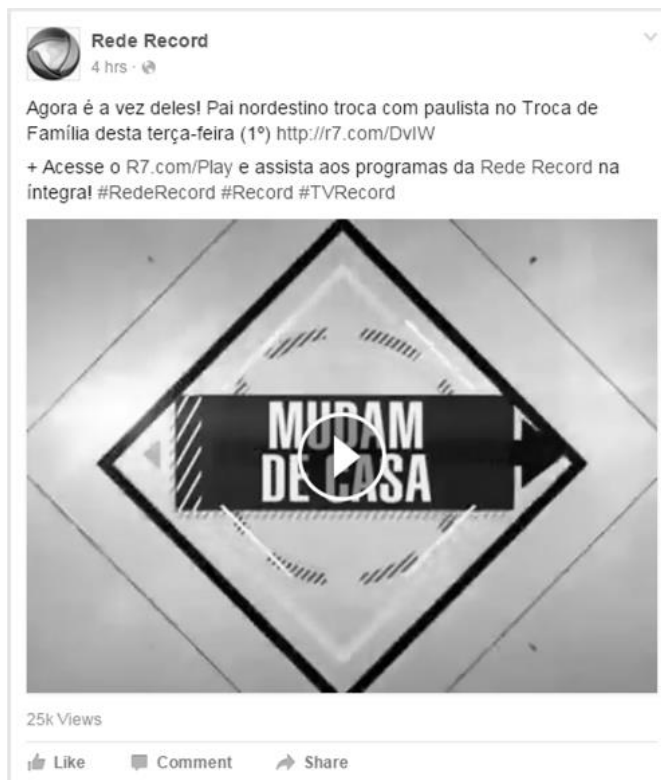 Rede Record
4 hrs ·
Agora é a vez deles! Pai nordestino troca com paulista no Troca de
Família desta terça-feira (1º) http://r7.com/DvIW
+ Acesse o R7.com/Play e assista aos programas da Rede Record na
íntegra! #RedeRecord #Record #TVRecord
MUDAM
DE CASA
25k Views
Like Comment Share